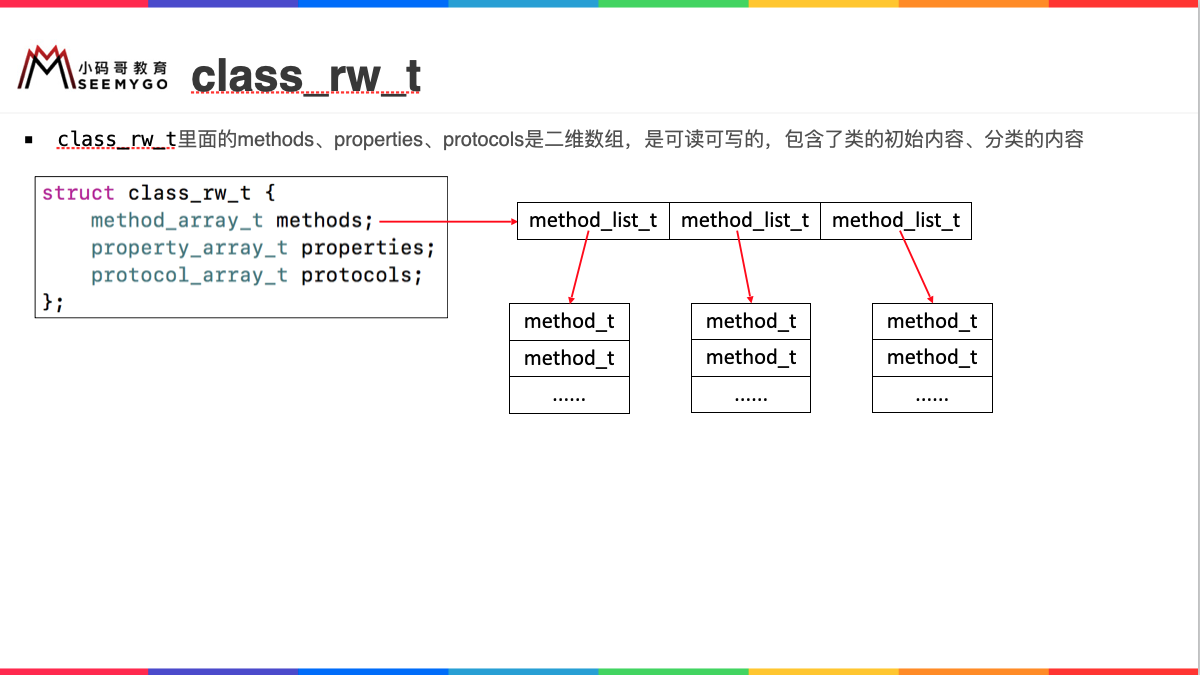 小码哥教育
SEEMYGO
class_rw_t
▪ class_rw_t里面的methods、properties、protocols是二维数组，是可读可写的，包含了类的初始内容、分类的内容
struct class_rw_t {
method_array_t methods;
property_array_t properties;
protocol_array_t protocols;
};
method_list_t method_list_t method_list_t
method_t method_t method_t
method_t method_t method_t
...... ...... ......